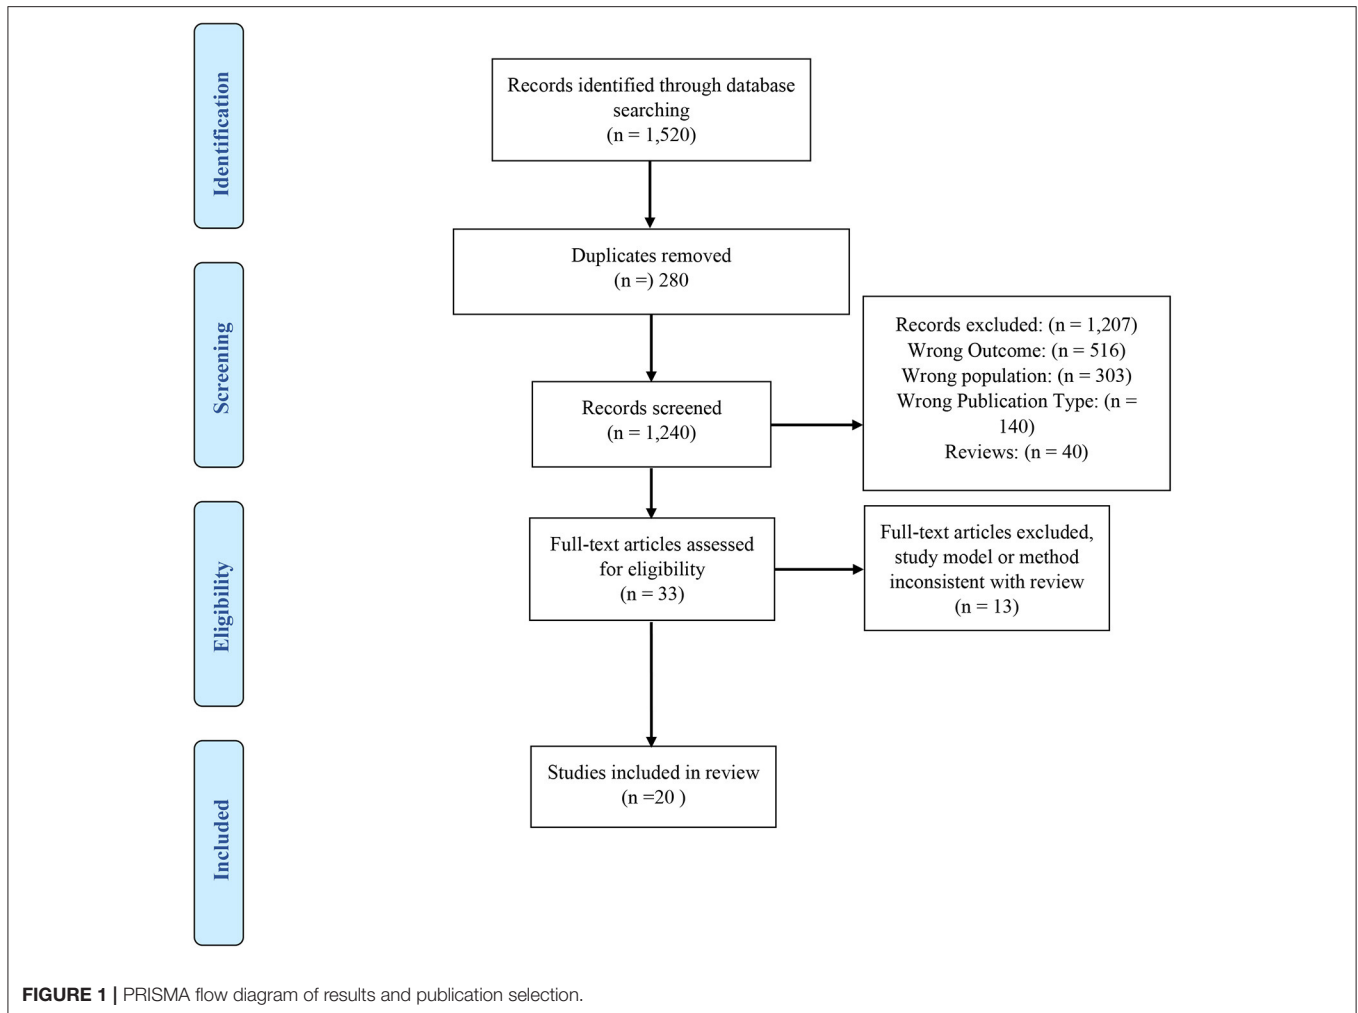 Identification
Records identified through database
searching
(n = 1,520)
Duplicates removed
(n =) 280
Screening
Records screened
(n = 1,240)
Records excluded: (n = 1,207)
Wrong Outcome: (n = 516)
Wrong population: (n = 303)
Wrong Publication Type: (n =
140)
Reviews: (n = 40)
Eligibility
Full-text articles assessed
for eligibility
(n = 33)
Full-text articles excluded,
study model or method
inconsistent with review
(n = 13)
Included
Studies included in review
(n =20 )
FIGURE 1 | PRISMA flow diagram of results and publication selection.